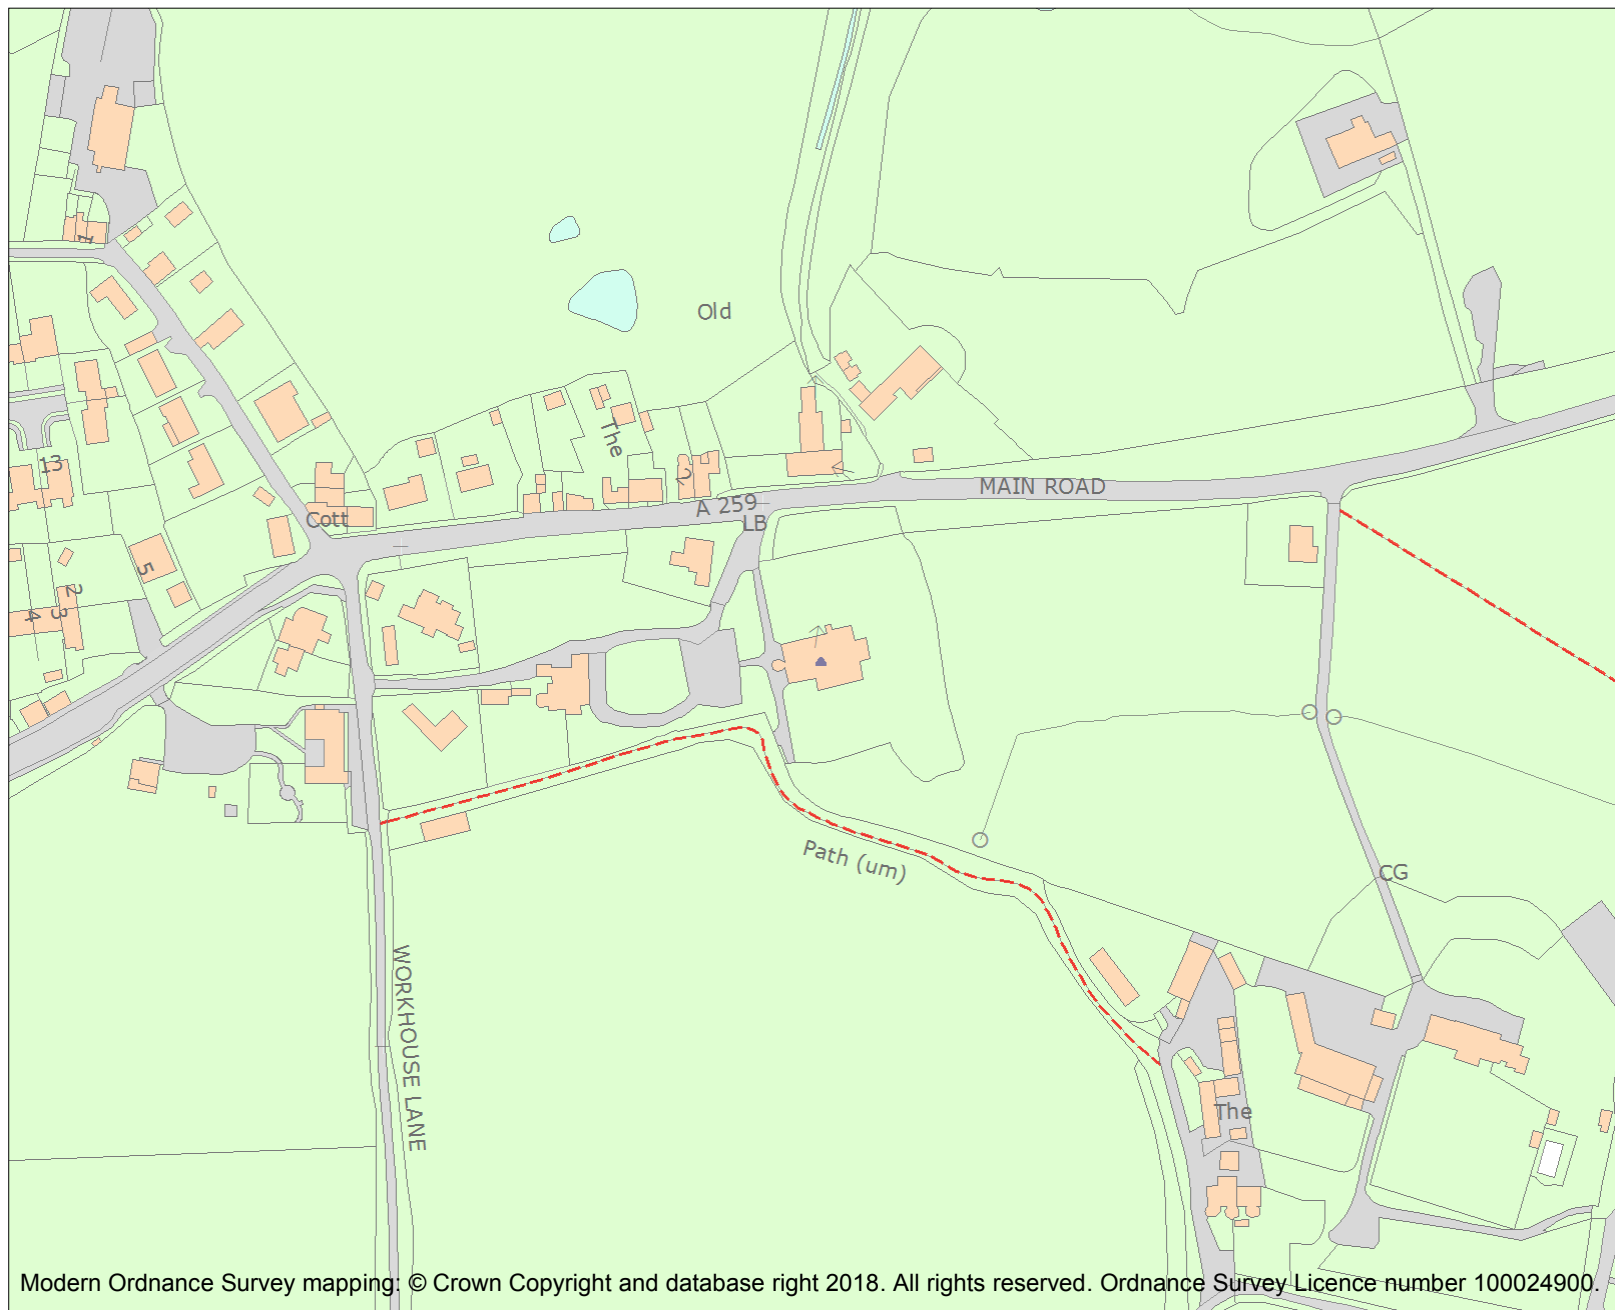 1
Old
The
13
2
MAIN ROAD
A 259
LB
Cott
5
2
3
4
Path (um)
CG
WORKHOUSE LANE
The
Modern Ordnance Survey mapping: © Crown Copyright and database right 2018. All rights reserved. Ordnance Survey Licence number 100024900.